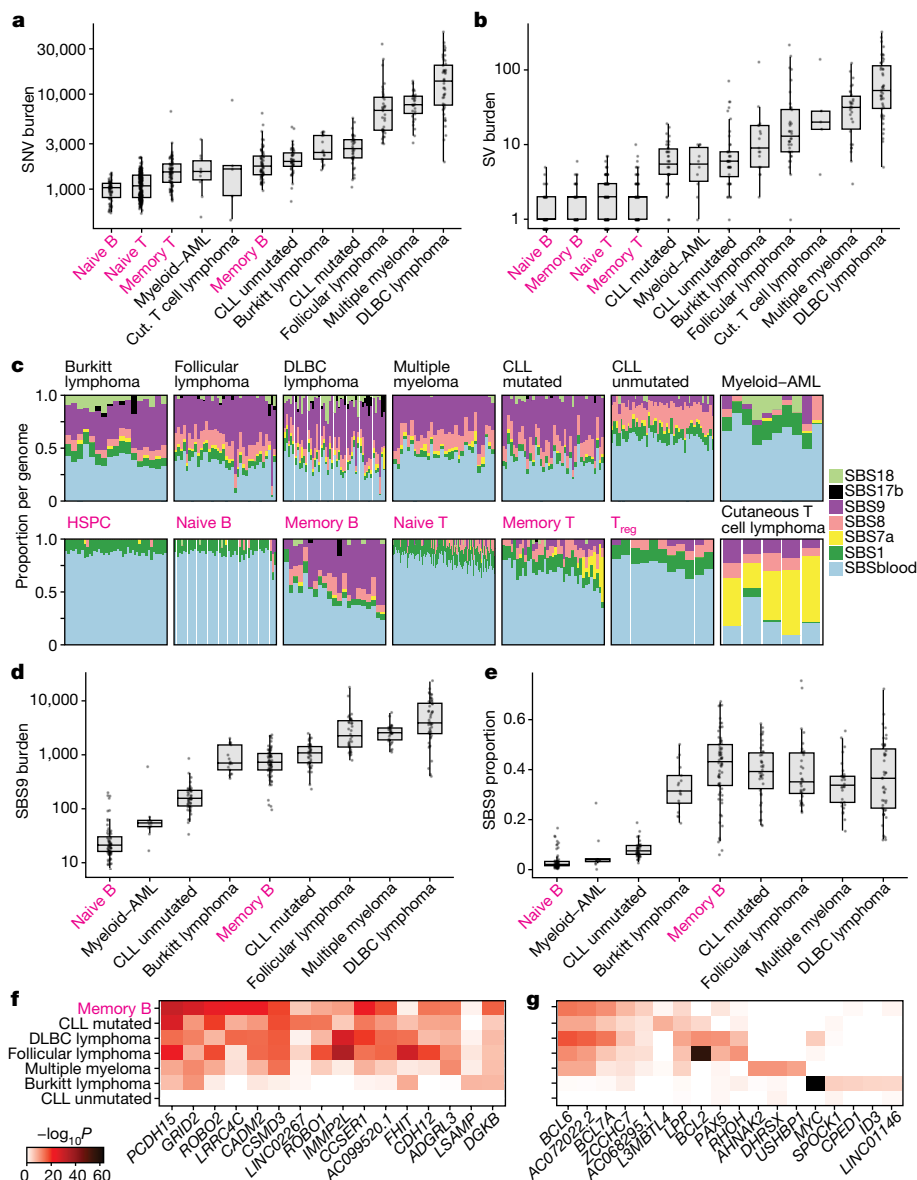 a
SNV burden
30,000
10,000
3,000
1,000
Naive B
Naive T
Memory T
Myeloid–AML
Cut. T cell lymphoma
Memory B
CLL unmutated
Burkitt lymphoma
CLL mutated
Follicular lymphoma
Multiple myeloma
DLBC lymphoma
b
SV burden
100
10
1
Naive B
Memory B
Naive T
Memory T
CLL mutated
Myeloid–AML
CLL unmutated
Burkitt lymphoma
Follicular lymphoma
Cut. T cell lymphoma
Multiple myeloma
DLBC lymphoma
c
Proportion per genome
Burkitt
lymphoma
Follicular
lymphoma
DLBC
lymphoma
Multiple
myeloma
CLL
mutated
CLL
unmutated
Myeloid–AML
1.0
0.5
0
HSPC
Naive B
Memory B
Naive T
Memory T
Treg
Cutaneous T
cell lymphoma
1.0
0.5
0
SBS18
SBS17b
SBS9
SBS8
SBS7a
SBS1
SBSblood
d
SBS9 burden
10,000
1,000
100
10
Naive B
Myeloid–AML
CLL unmutated
Burkitt lymphoma
Memory B
CLL mutated
Follicular lymphoma
Multiple myeloma
DLBC lymphoma
e
SBS9 proportion
0.6
0.4
0.2
0
Naive B
Myeloid–AML
CLL unmutated
Burkitt lymphoma
Memory B
CLL mutated
Follicular lymphoma
Multiple myeloma
DLBC lymphoma
f
Memory B
CLL mutated
DLBC lymphoma
Follicular lymphoma
Multiple myeloma
Burkitt lymphoma
CLL unmutated
PCDH15
GRID2
ROBO2
LRRC4C
CADM2
CSMD3
LINC02267
ROBO1
IMMP2L
CCSER1
AC099520.1
FHIT
CDH12
ADGRL3
LSAMP
DGKB
–log10P
0 20 40 60
g
BCL6
AC072022.2
BCL7A
ZCCHC7
AC068295.1
L3MBTL4
LPP
BCL2
PAX5
RHOH
AHNAK2
DHRSX
USHBP1
MYC
SPOCK1
CPED1
ID3
LINC01146